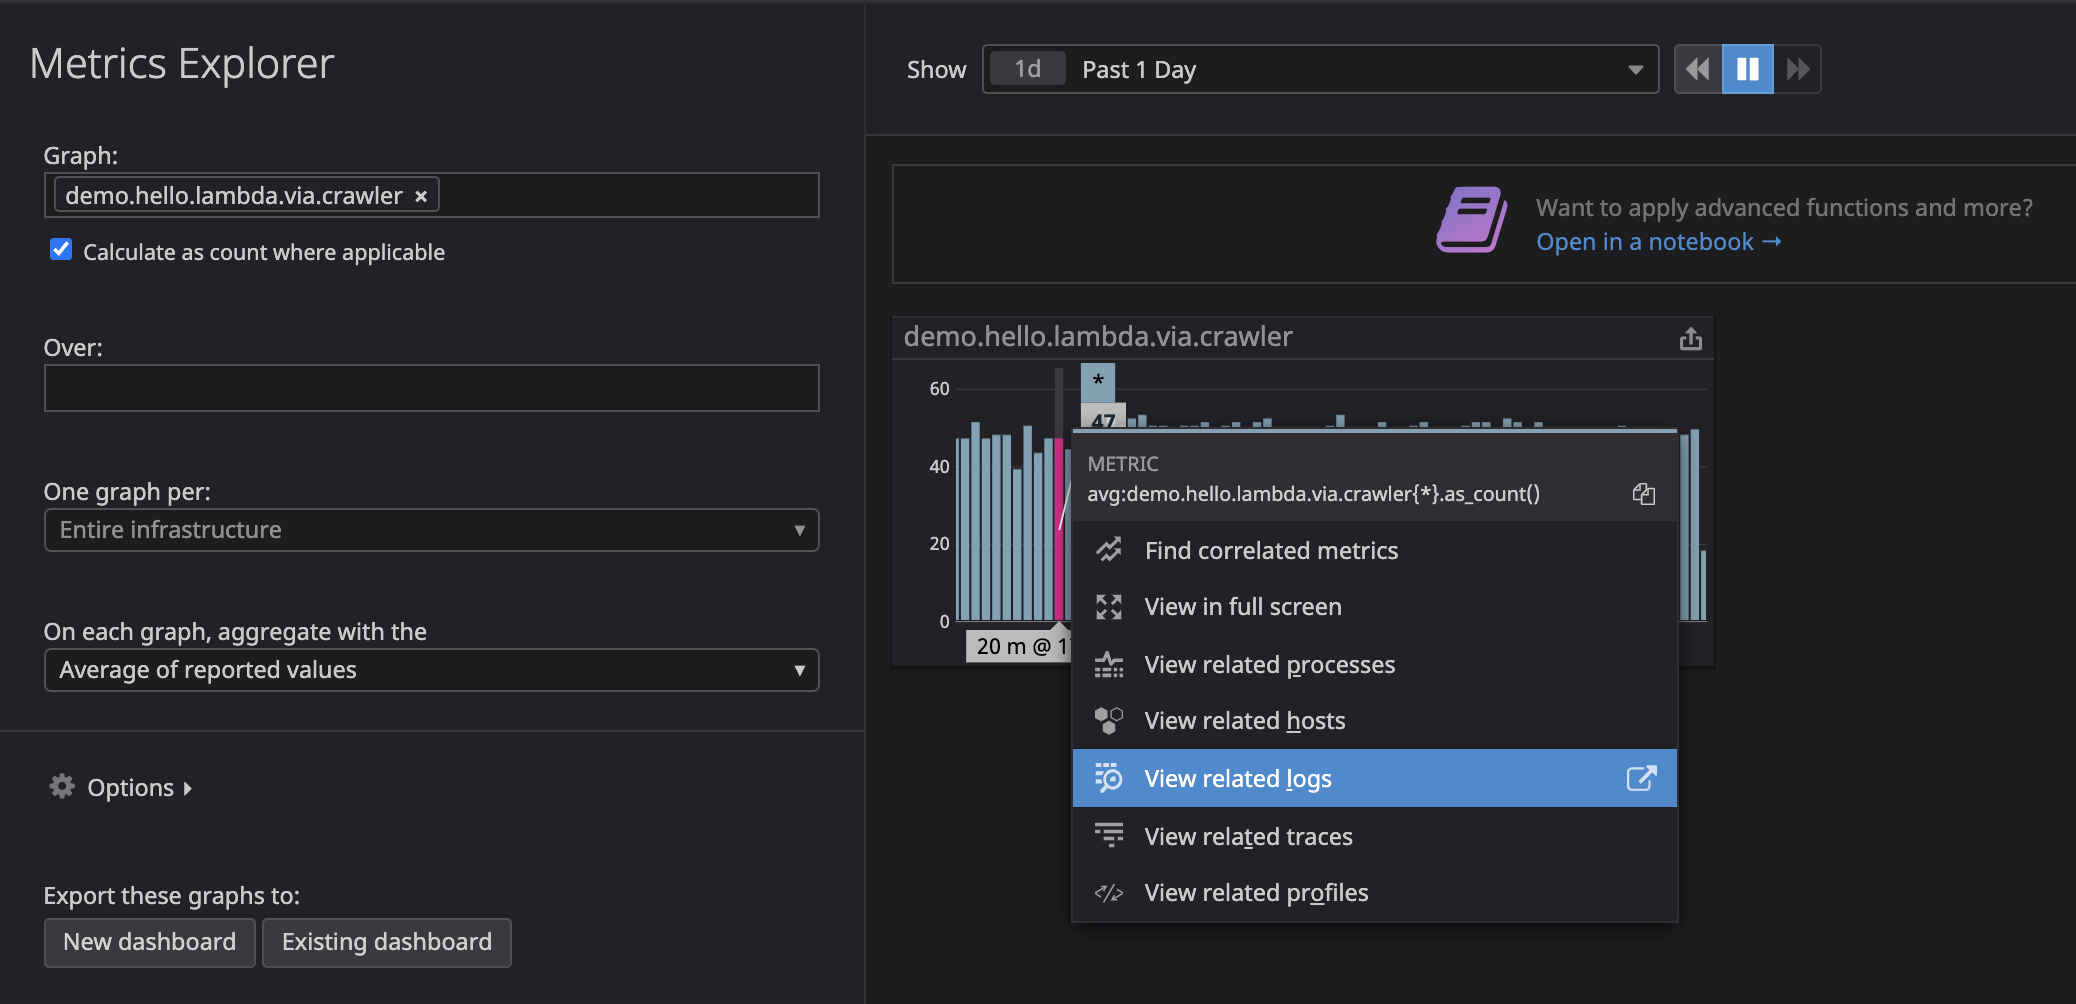 Metrics Explorer
Graph:
demo.hello.lambda.via.crawler ×
Calculate as count where applicable
Over:
One graph per:
Entire infrastructure
On each graph, aggregate with the
Average of reported values
Options
Export these graphs to:
New dashboard
Existing dashboard
Show
1d
Past 1 Day
Want to apply advanced functions and more?
Open in a notebook →
demo.hello.lambda.via.crawler
60
40
20
0
*
47
20 m @ 1
METRIC
avg:demo.hello.lambda.via.crawler{*}.as_count()
Find correlated metrics
View in full screen
View related processes
View related hosts
View related logs
View related traces
View related profiles